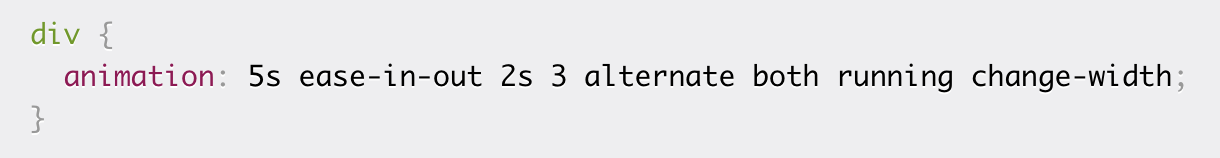 div {
  animation: 5s ease-in-out 2s 3 alternate both running change-width;
}